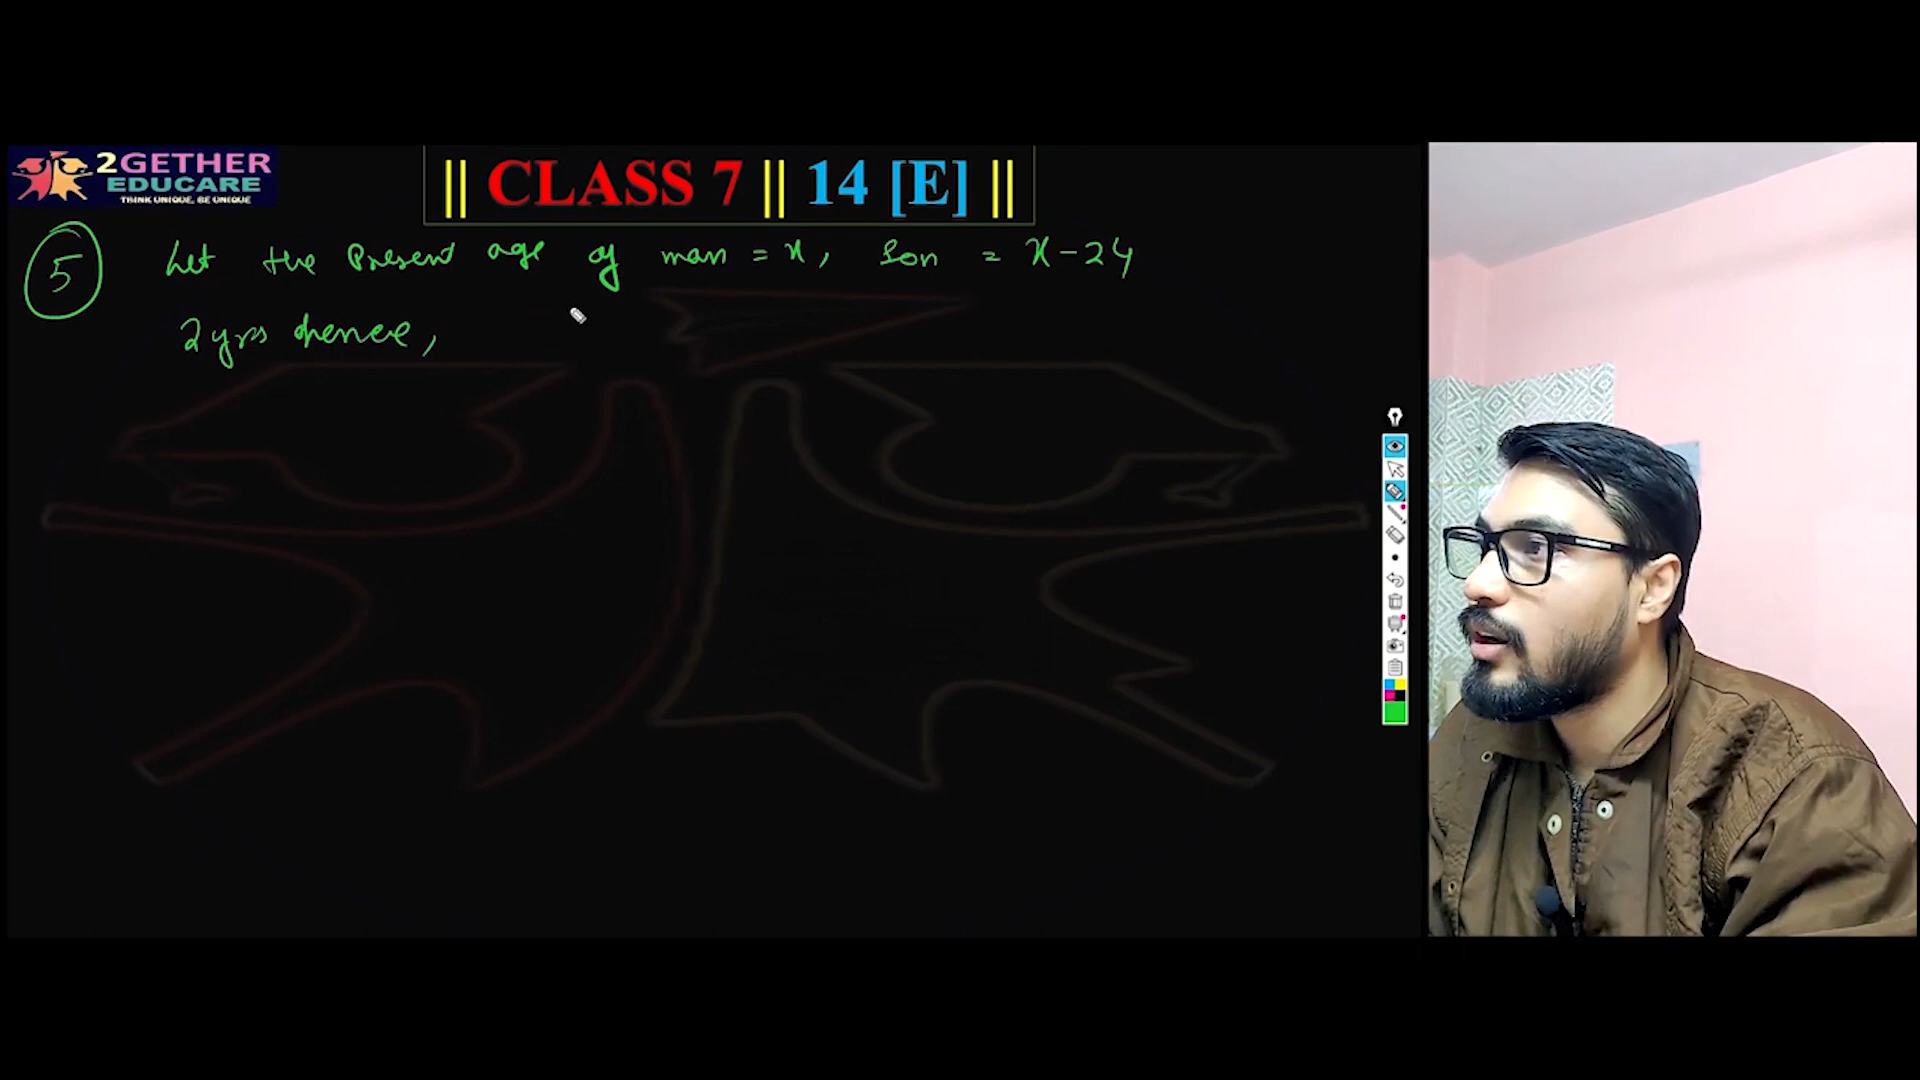 2GETHER
EDUCARE
THINK UNIQUE, BE UNIQUE
|| CLASS 7 || 14 [E] ||
5 Let the Present age of man = x, Son = x-24
2yrs hence,